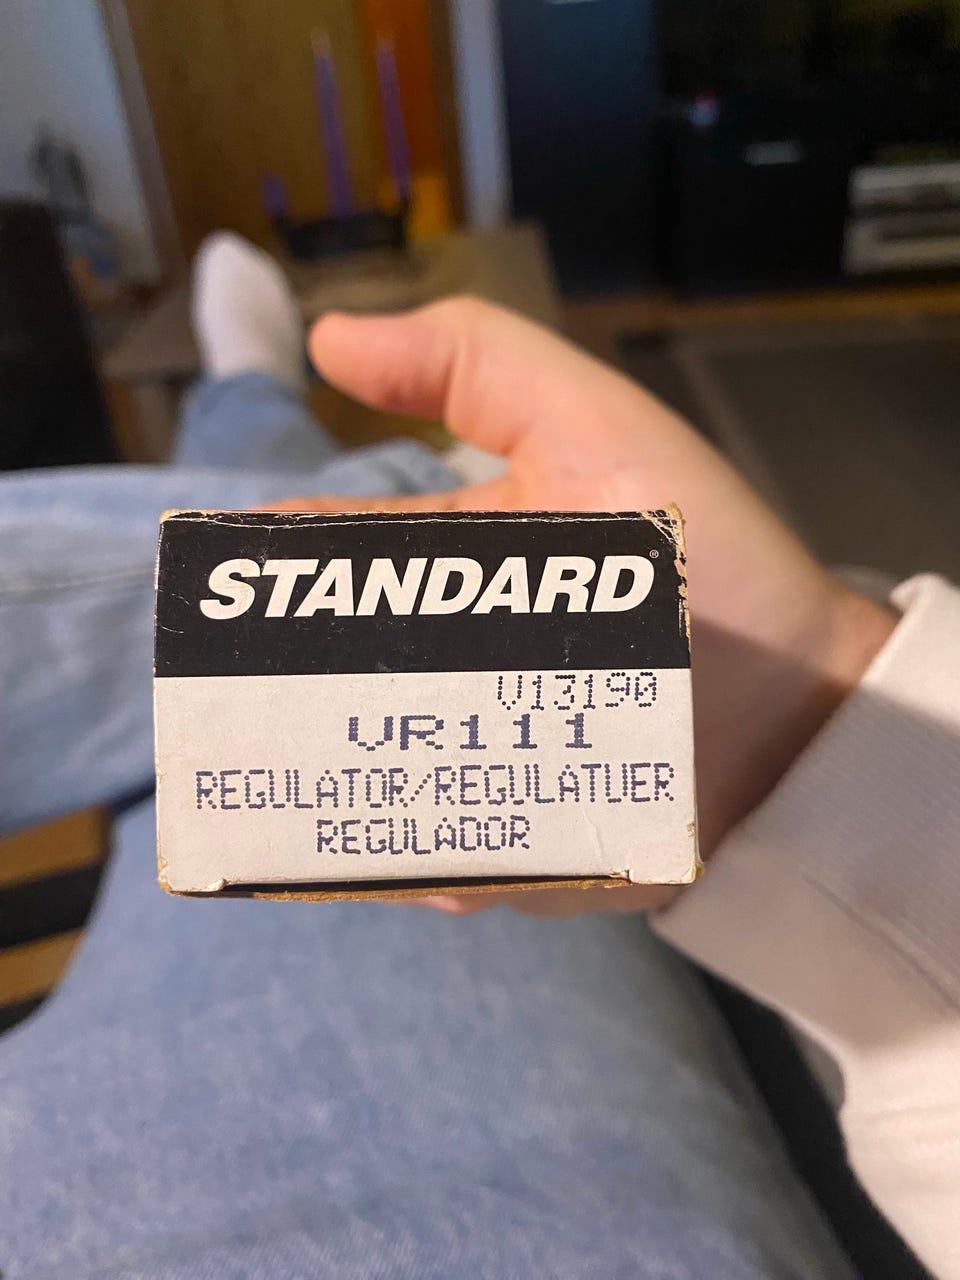 STANDARD®
V13190
VR111
REGULATOR/REGULATUER
REGULADOR